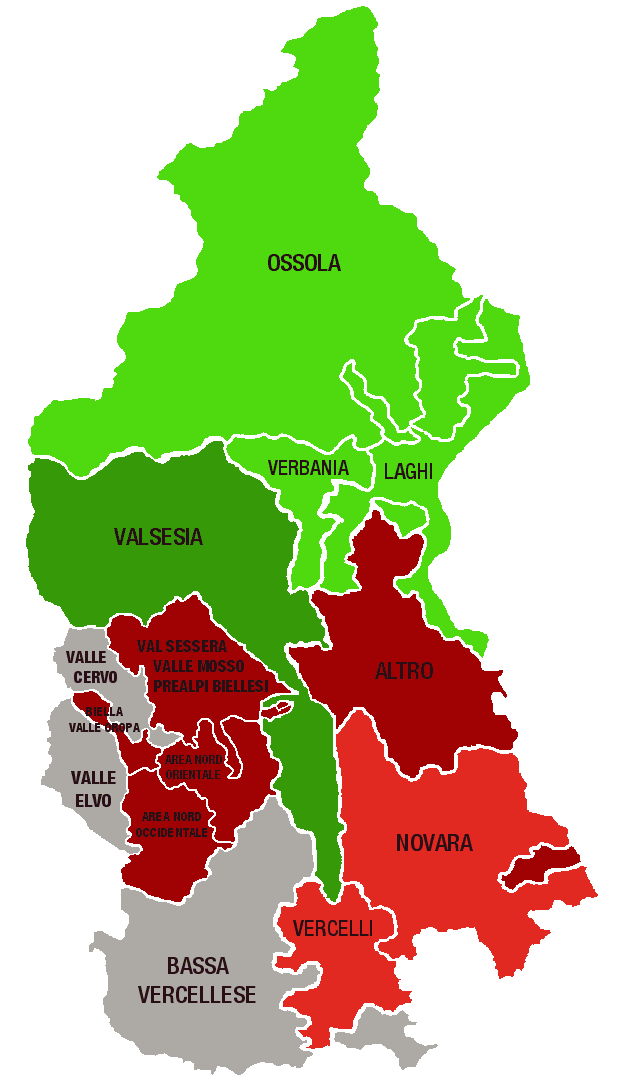 OSSOLA
VERBANIA
LAGHI
VALSESIA
VAL SESSERA
VALLE MOSSO
PREALPI BIELLESI
VALLE
CERVO
ALTRO
BIELLA
VALLE OROPA
AREA NORD
ORIENTALE
VALLE
ELVO
AREA NORD
OCCIDENTALE
NOVARA
VERCELLI
BASSA
VERCELLESE